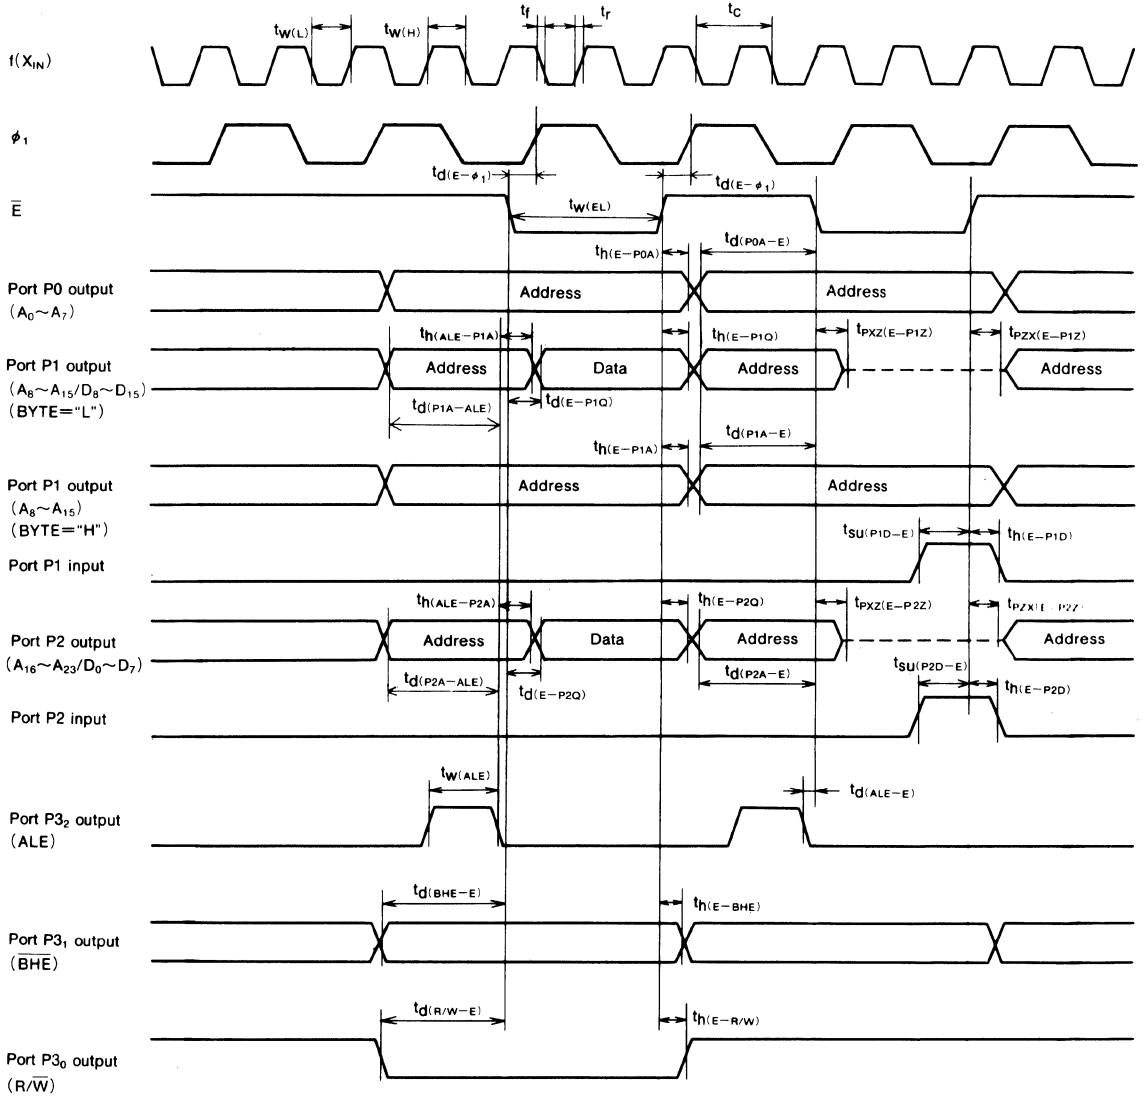 tf
tr
tC
tW(L)
tW(H)
f(XIN)
ϕ1
td(E−ϕ1)
td(E−ϕ1)
E̅
tW(EL)
th(E−P0A)
td(P0A−E)
Port P0 output
(A0~A7)
Address
Address
th(ALE−P1A)
th(E−P1Q)
tPXZ(E−P1Z)
tPZX(E−P1Z)
Port P1 output
(A8~A15/D8~D15)
(BYTE="L")
Address
Data
Address
Address
td(P1A−ALE)
td(E−P1Q)
th(E−P1A)
td(P1A−E)
Port P1 output
(A8~A15)
(BYTE="H")
Address
Address
tsu(P1D−E)
th(E−P1D)
Port P1 input
th(ALE−P2A)
th(E−P2Q)
tPXZ(E−P2Z)
tPZX(E−P2Z)
Port P2 output
(A16~A23/D0~D7)
Address
Data
Address
Address
td(P2A−ALE)
td(E−P2Q)
td(P2A−E)
tsu(P2D−E)
th(E−P2D)
Port P2 input
tW(ALE)
td(ALE−E)
Port P32 output
(ALE)
td(BHE−E)
th(E−BHE)
Port P31 output
(B̅H̅E̅)
td(R/W−E)
th(E−R/W)
Port P30 output
(R/W̅)